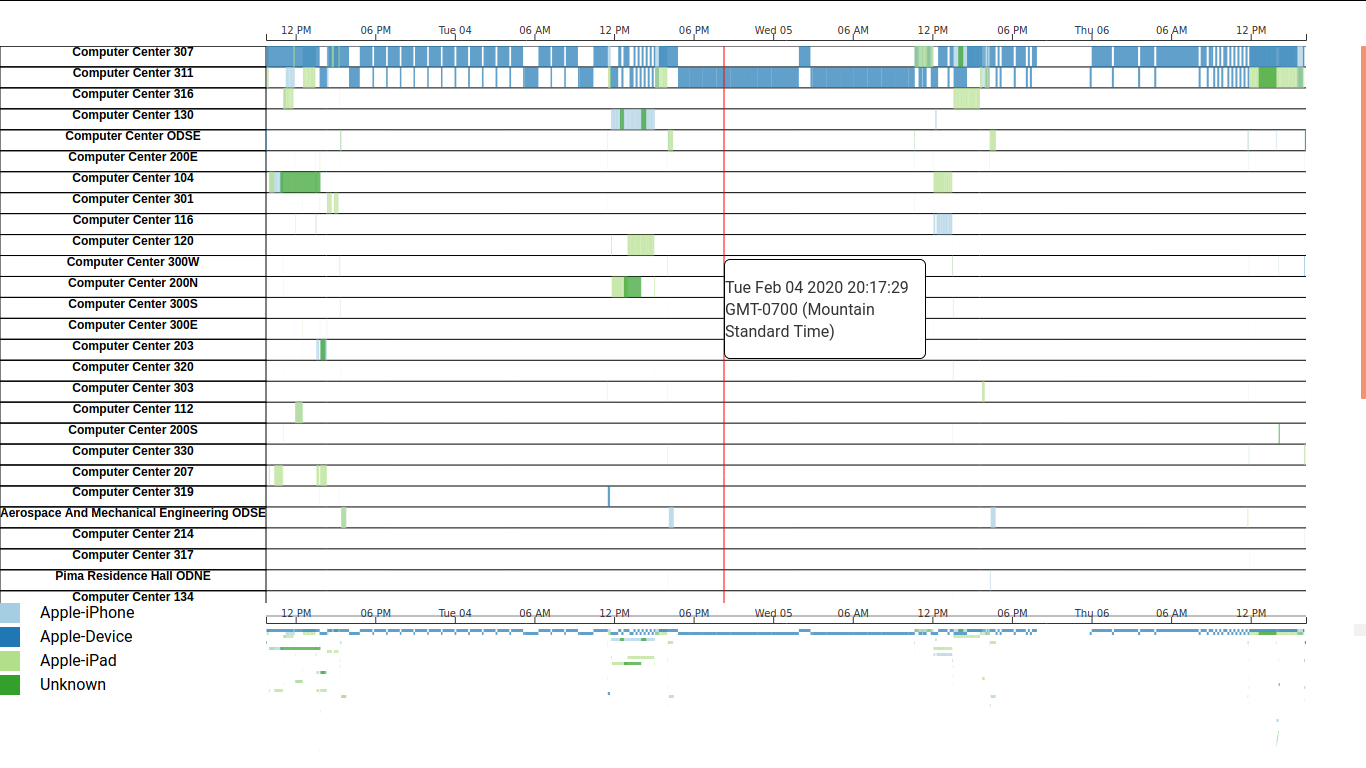 12 PM 06 PM Tue 04 06 AM 12 PM 06 PM Wed 05 06 AM 12 PM 06 PM Thu 06 06 AM 12 PM
Computer Center 307
Computer Center 311
Computer Center 316
Computer Center 130
Computer Center ODSE
Computer Center 200E
Computer Center 104
Computer Center 301
Computer Center 116
Computer Center 120
Computer Center 300W
Computer Center 200N
Computer Center 300S
Computer Center 300E
Computer Center 203
Computer Center 320
Computer Center 303
Computer Center 112
Computer Center 200S
Computer Center 330
Computer Center 207
Computer Center 319
Aerospace And Mechanical Engineering ODSE
Computer Center 214
Computer Center 317
Pima Residence Hall ODNE
Computer Center 134
Tue Feb 04 2020 20:17:29
GMT-0700 (Mountain
Standard Time)
12 PM 06 PM Tue 04 06 AM 12 PM 06 PM Wed 05 06 AM 12 PM 06 PM Thu 06 06 AM 12 PM
Apple-iPhone
Apple-Device
Apple-iPad
Unknown